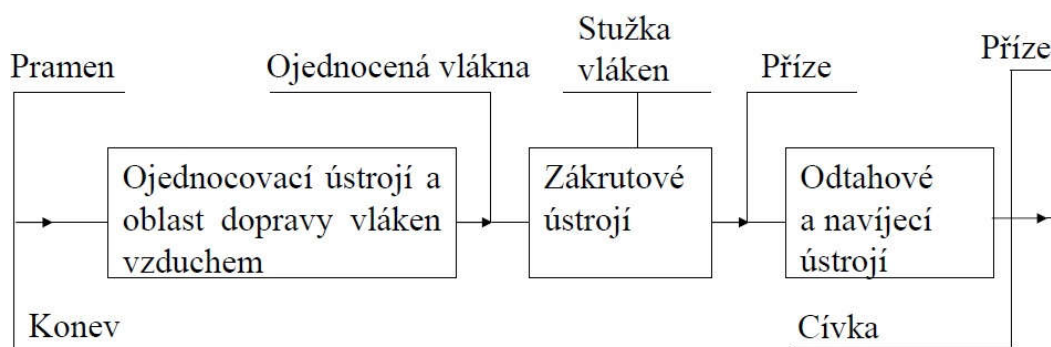 Pramen
Ojednocená vlákna
Stužka
vláken
Příze
Příze
Ojednocovací ústrojí a
oblast dopravy vláken
vzduchem
Zákrutové
ústrojí
Odtahové
a navíjecí
ústrojí
Konev
Cívka